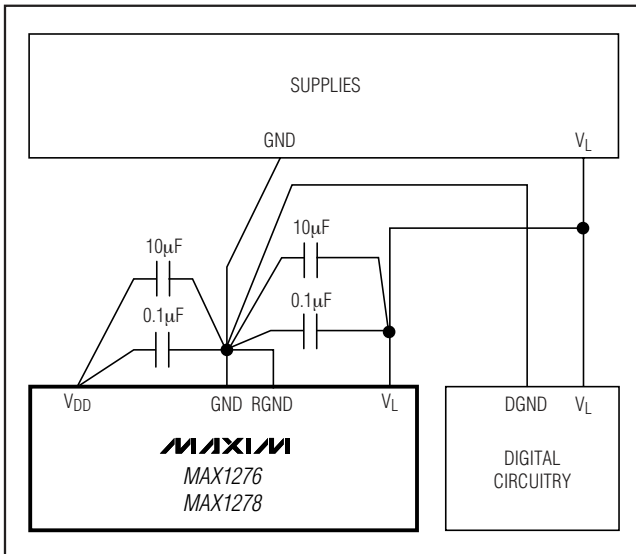 SUPPLIES
GND VL
10µF 10µF
0.1µF 0.1µF
VDD GND RGND VL DGND VL
MAXIM
MAX1276
MAX1278
DIGITAL
CIRCUITRY